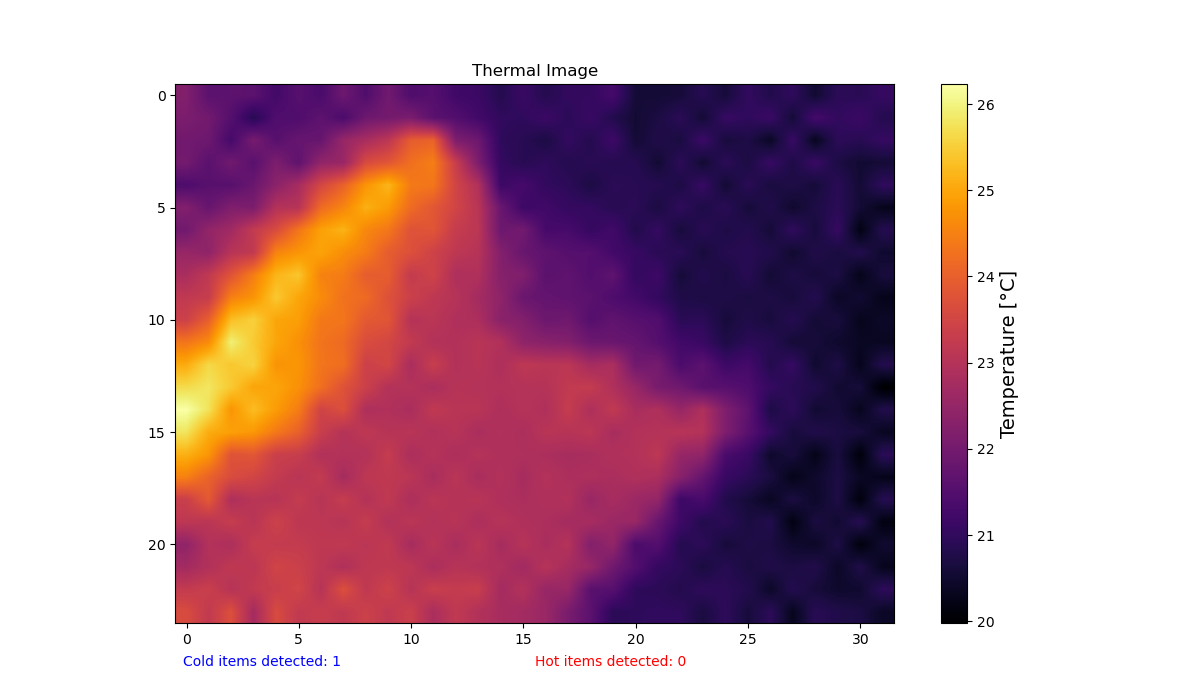 Thermal Image
0
5
10
15
20
0 5 10 15 20 25 30
26
25
24
23
22
21
20
Temperature [°C]
Cold items detected: 1
Hot items detected: 0